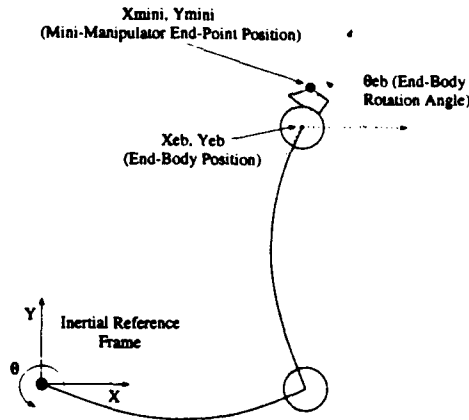 Xmini, Ymini
(Mini-Manipulator End-Point Position)
θeb (End-Body
Rotation Angle)
Xeb, Yeb
(End-Body Position)
Y
Inertial Reference
Frame
θ
X